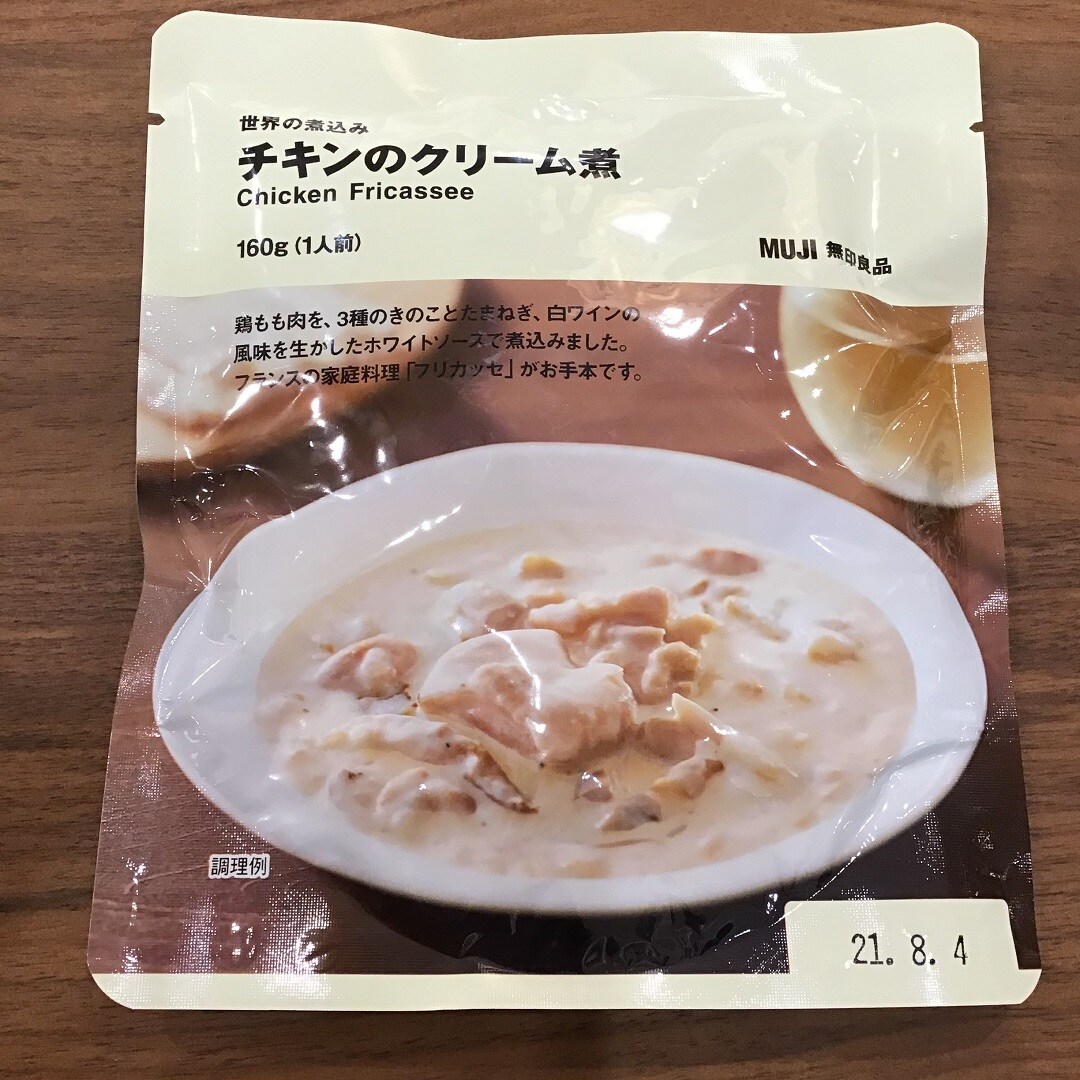 世界の煮込み
チキンのクリーム煮
Chicken Fricassee
160g(1人前)
MUJI 無印良品
鶏もも肉を、3種のきのことたまねぎ、白ワインの
風味を生かしたホワイトソースで煮込みました。
フランスの家庭料理「フリカッセ」がお手本です。
調理例
21. 8. 4